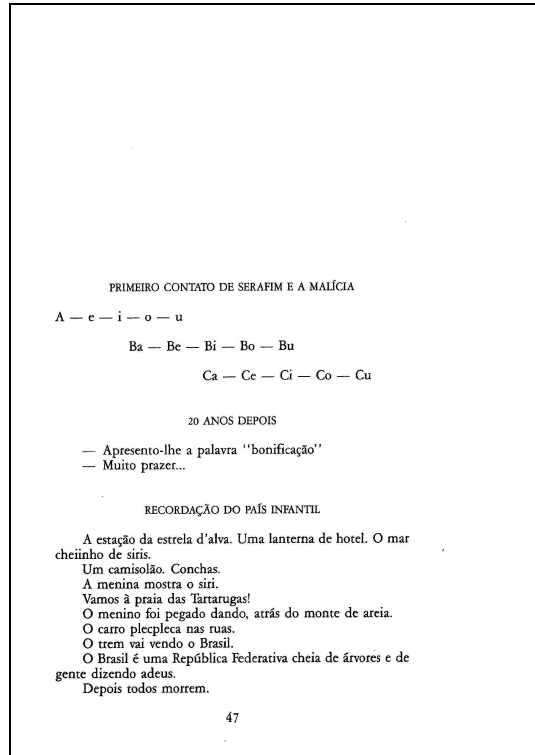 PRIMEIRO CONTATO DE SERAFIM E A MALÍCIA
A — e — i — o — u
Ba — Be — Bi — Bo — Bu
Ca — Ce — Ci — Co — Cu
20 ANOS DEPOIS
— Apresento-lhe a palavra "bonificação"
— Muito prazer...
RECORDAÇÃO DO PAÍS INFANTIL
A estação da estrela d'alva. Uma lanterna de hotel. O mar
cheiinho de siris.
Um camisolão. Conchas.
A menina mostra o siri.
Vamos à praia das Tartarugas!
O menino foi pegado dando, atrás do monte de areia.
O carro plecpleca nas ruas.
O trem vai vendo o Brasil.
O Brasil é uma República Federativa cheia de árvores e de
gente dizendo adeus.
Depois todos morrem.
47